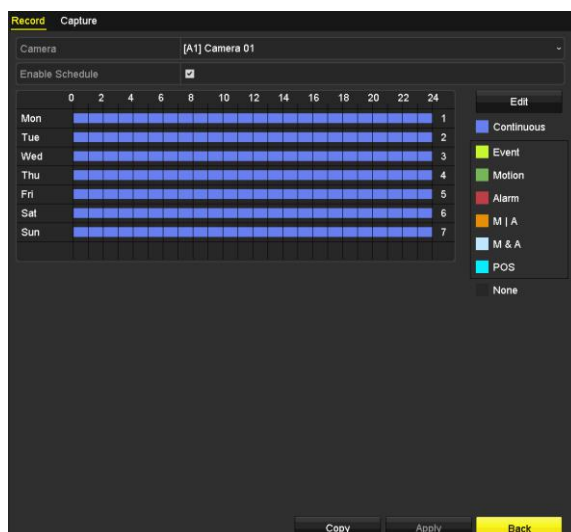 Record Capture
Camera [A1] Camera 01
Enable Schedule
0 2 4 6 8 10 12 14 16 18 20 22 24
Edit
Mon 1
Continuous
Tue 2
Wed 3
Event
Thu 4
Motion
Fri 5
Alarm
Sat 6
M | A
Sun 7
M & A
POS
None
Copy Apply Back